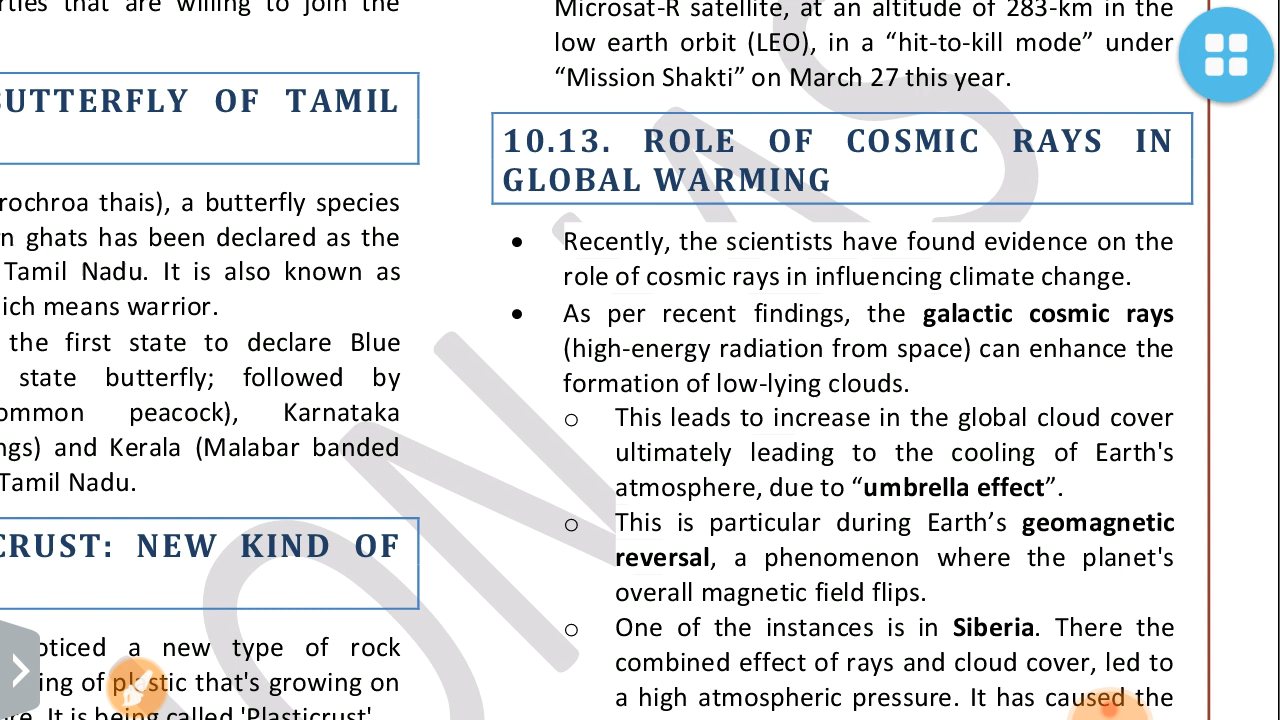 rties that are willing to join the
BUTTERFLY OF TAMIL
rochroa thais), a butterfly species
n ghats has been declared as the
Tamil Nadu. It is also known as
ich means warrior.
the first state to declare Blue
state butterfly; followed by
ommon peacock), Karnataka
ngs) and Kerala (Malabar banded
Tamil Nadu.
CRUST: NEW KIND OF
oticed a new type of rock
ing of plastic that's growing on
re. It is being called 'Plasticrust'
Microsat-R satellite, at an altitude of 283-km in the
low earth orbit (LEO), in a “hit-to-kill mode” under
“Mission Shakti” on March 27 this year.
10.13. ROLE OF COSMIC RAYS IN
GLOBAL WARMING
• Recently, the scientists have found evidence on the
role of cosmic rays in influencing climate change.
• As per recent findings, the galactic cosmic rays
(high-energy radiation from space) can enhance the
formation of low-lying clouds.
o This leads to increase in the global cloud cover
ultimately leading to the cooling of Earth's
atmosphere, due to “umbrella effect”.
o This is particular during Earth’s geomagnetic
reversal, a phenomenon where the planet's
overall magnetic field flips.
o One of the instances is in Siberia. There the
combined effect of rays and cloud cover, led to
a high atmospheric pressure. It has caused the